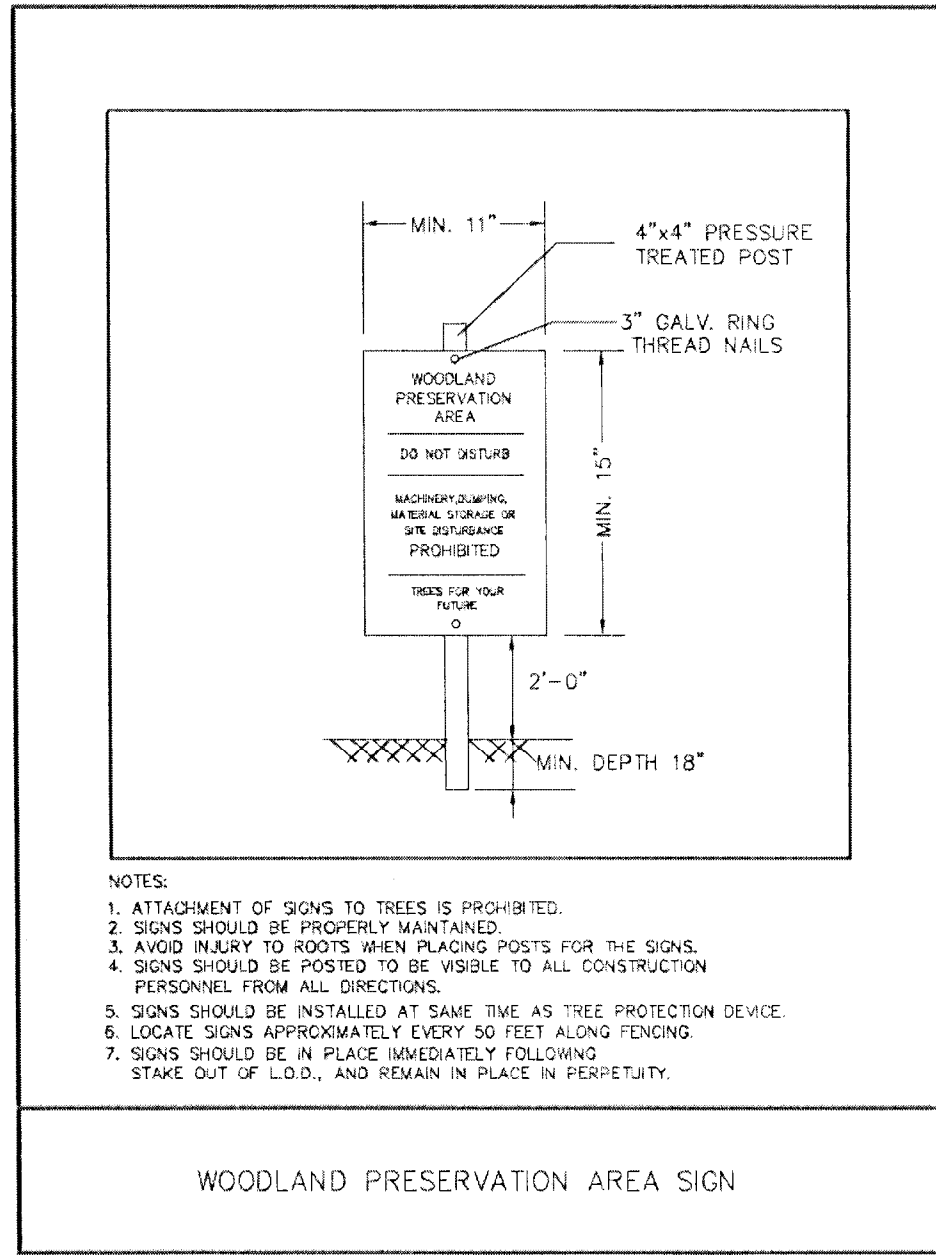 MIN. 11"
4"x4" PRESSURE
TREATED POST
3" GALV. RING
THREAD NAILS
WOODLAND
PRESERVATION
AREA
DO NOT DISTURB
MACHINERY,DUMPING,
MATERIAL STORAGE OR
SITE DISTURBANCE
PROHIBITED
TREES FOR YOUR
FUTURE
MIN. 15"
2'-0"
MIN. DEPTH 18"
NOTES:
1. ATTACHMENT OF SIGNS TO TREES IS PROHIBITED.
2. SIGNS SHOULD BE PROPERLY MAINTAINED.
3. AVOID INJURY TO ROOTS WHEN PLACING POSTS FOR THE SIGNS.
4. SIGNS SHOULD BE POSTED TO BE VISIBLE TO ALL CONSTRUCTION
PERSONNEL FROM ALL DIRECTIONS.
5. SIGNS SHOULD BE INSTALLED AT SAME TIME AS TREE PROTECTION DEVICE.
6. LOCATE SIGNS APPROXIMATELY EVERY 50 FEET ALONG FENCING.
7. SIGNS SHOULD BE IN PLACE IMMEDIATELY FOLLOWING
STAKE OUT OF L.O.D., AND REMAIN IN PLACE IN PERPETUITY.
WOODLAND PRESERVATION AREA SIGN